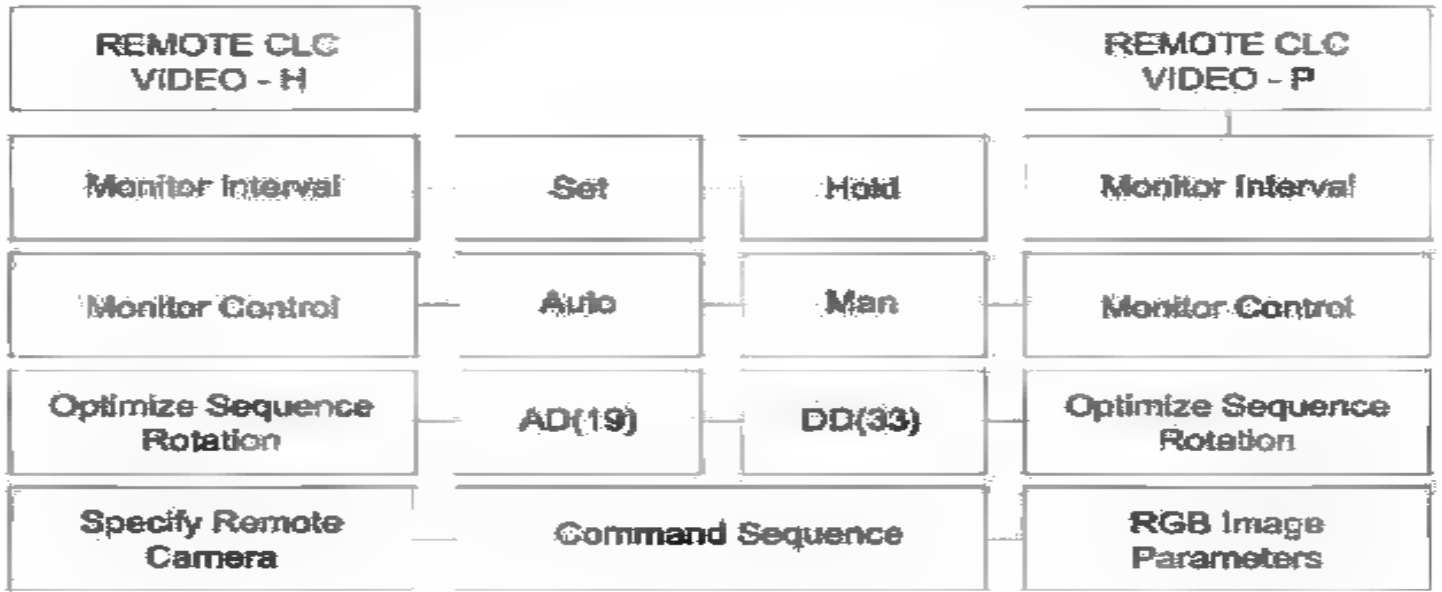 REMOTE CLC
VIDEO - H
REMOTE CLC
VIDEO - P
Monitor Interval
Set
Hold
Monitor Interval
Monitor Control
Auto
Man
Monitor Control
Optimize Sequence
Rotation
AD(19)
DD(33)
Optimize Sequence
Rotation
Specify Remote
Camera
Command Sequence
RGB Image
Parameters